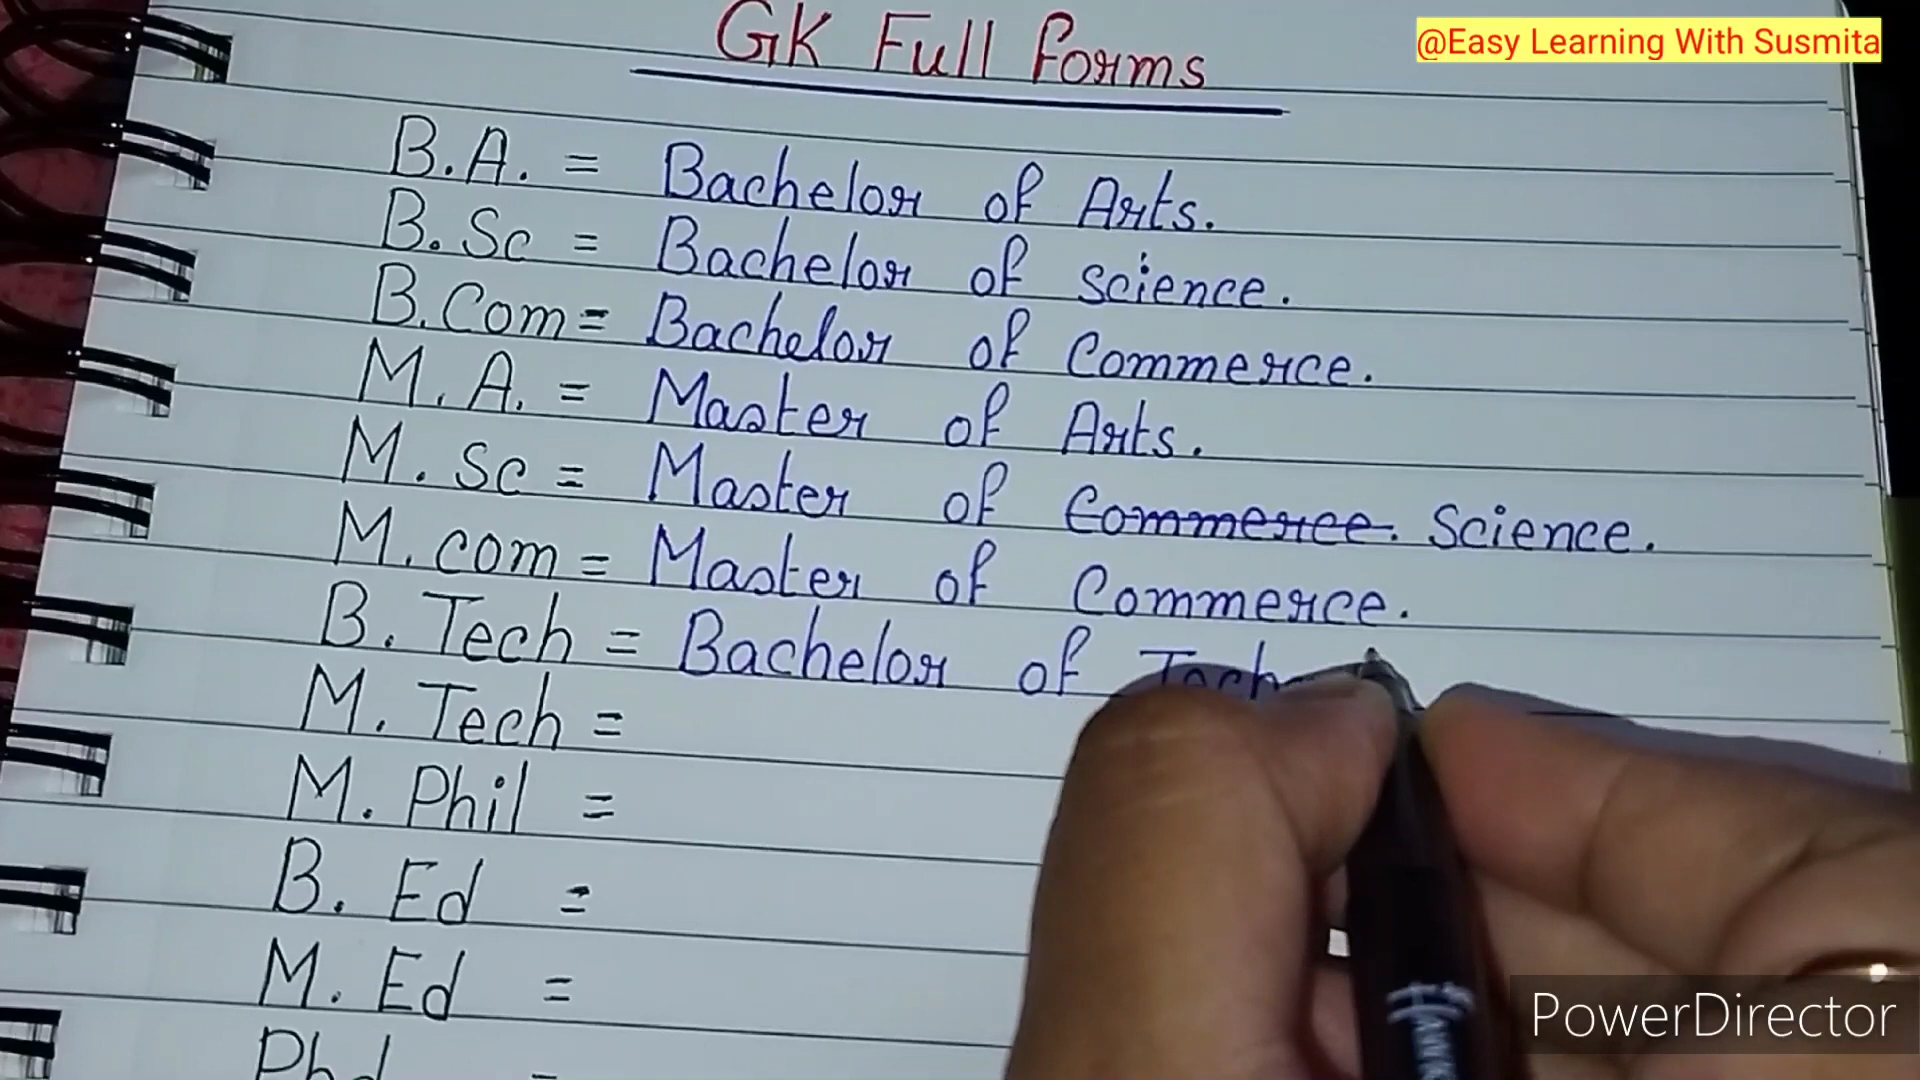 GK Full Forms
@Easy Learning With Susmita
B.A. = Bachelor of Arts.
B.Sc = Bachelor of science.
B.Com = Bachelor of Commerce.
M.A. = Master of Arts.
M.Sc = Master of Commerce. Science.
M.com = Master of Commerce.
B. Tech = Bachelor of Tech
M. Tech =
M. Phil =
B. Ed =
M. Ed =
Phd =
PowerDirector